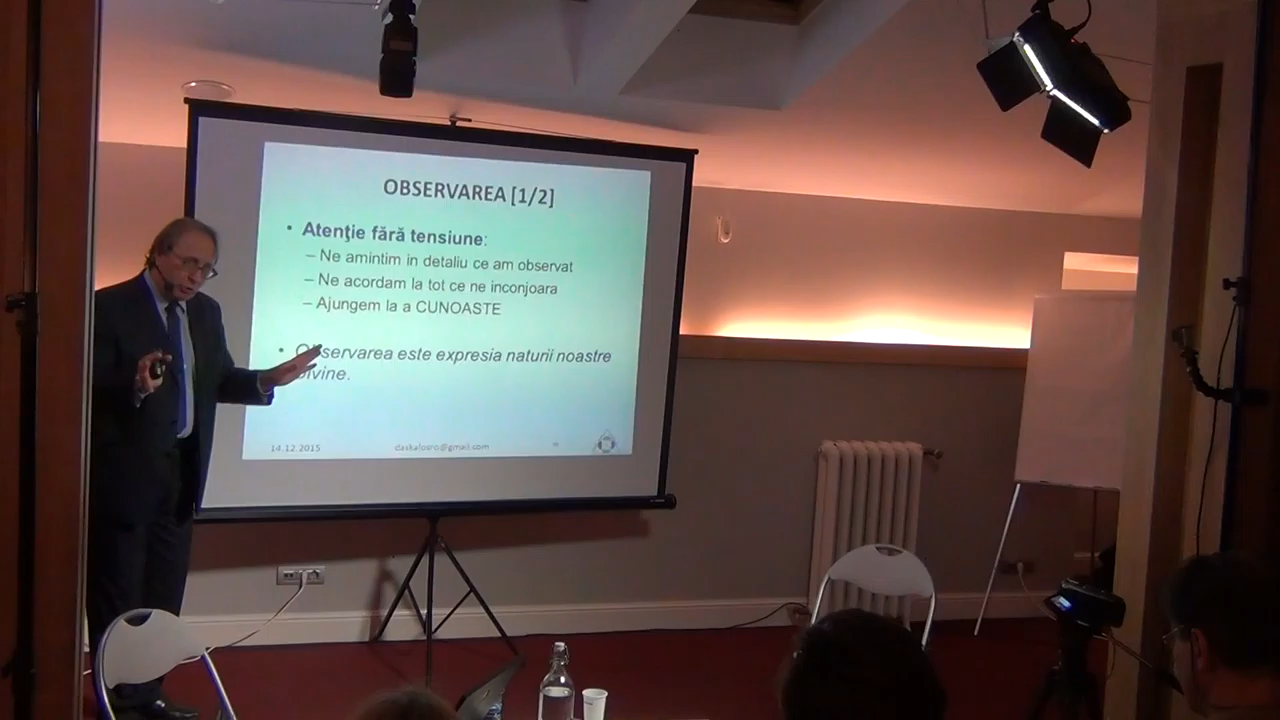 OBSERVAREA [1/2]
• Atenţie fără tensiune:
– Ne amintim in detaliu ce am observat
– Ne acordam la tot ce ne inconjoara
– Ajungem la a CUNOASTE
• Observarea este expresia naturii noastre
divine.
14.12.2015 daskalosro@gmail.com